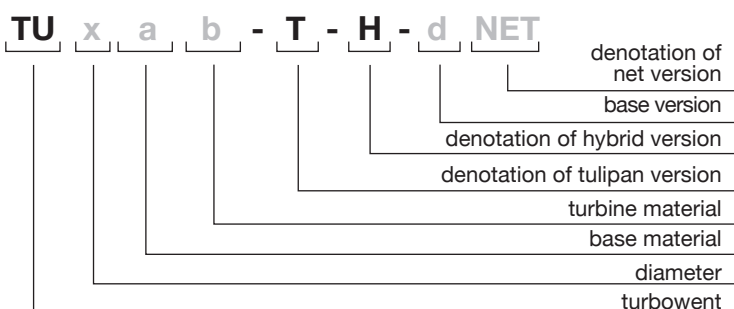 TU x a b - T - H - d NET
denotation of
net version
base version
denotation of hybrid version
denotation of tulipan version
turbine material
base material
diameter
turbowent